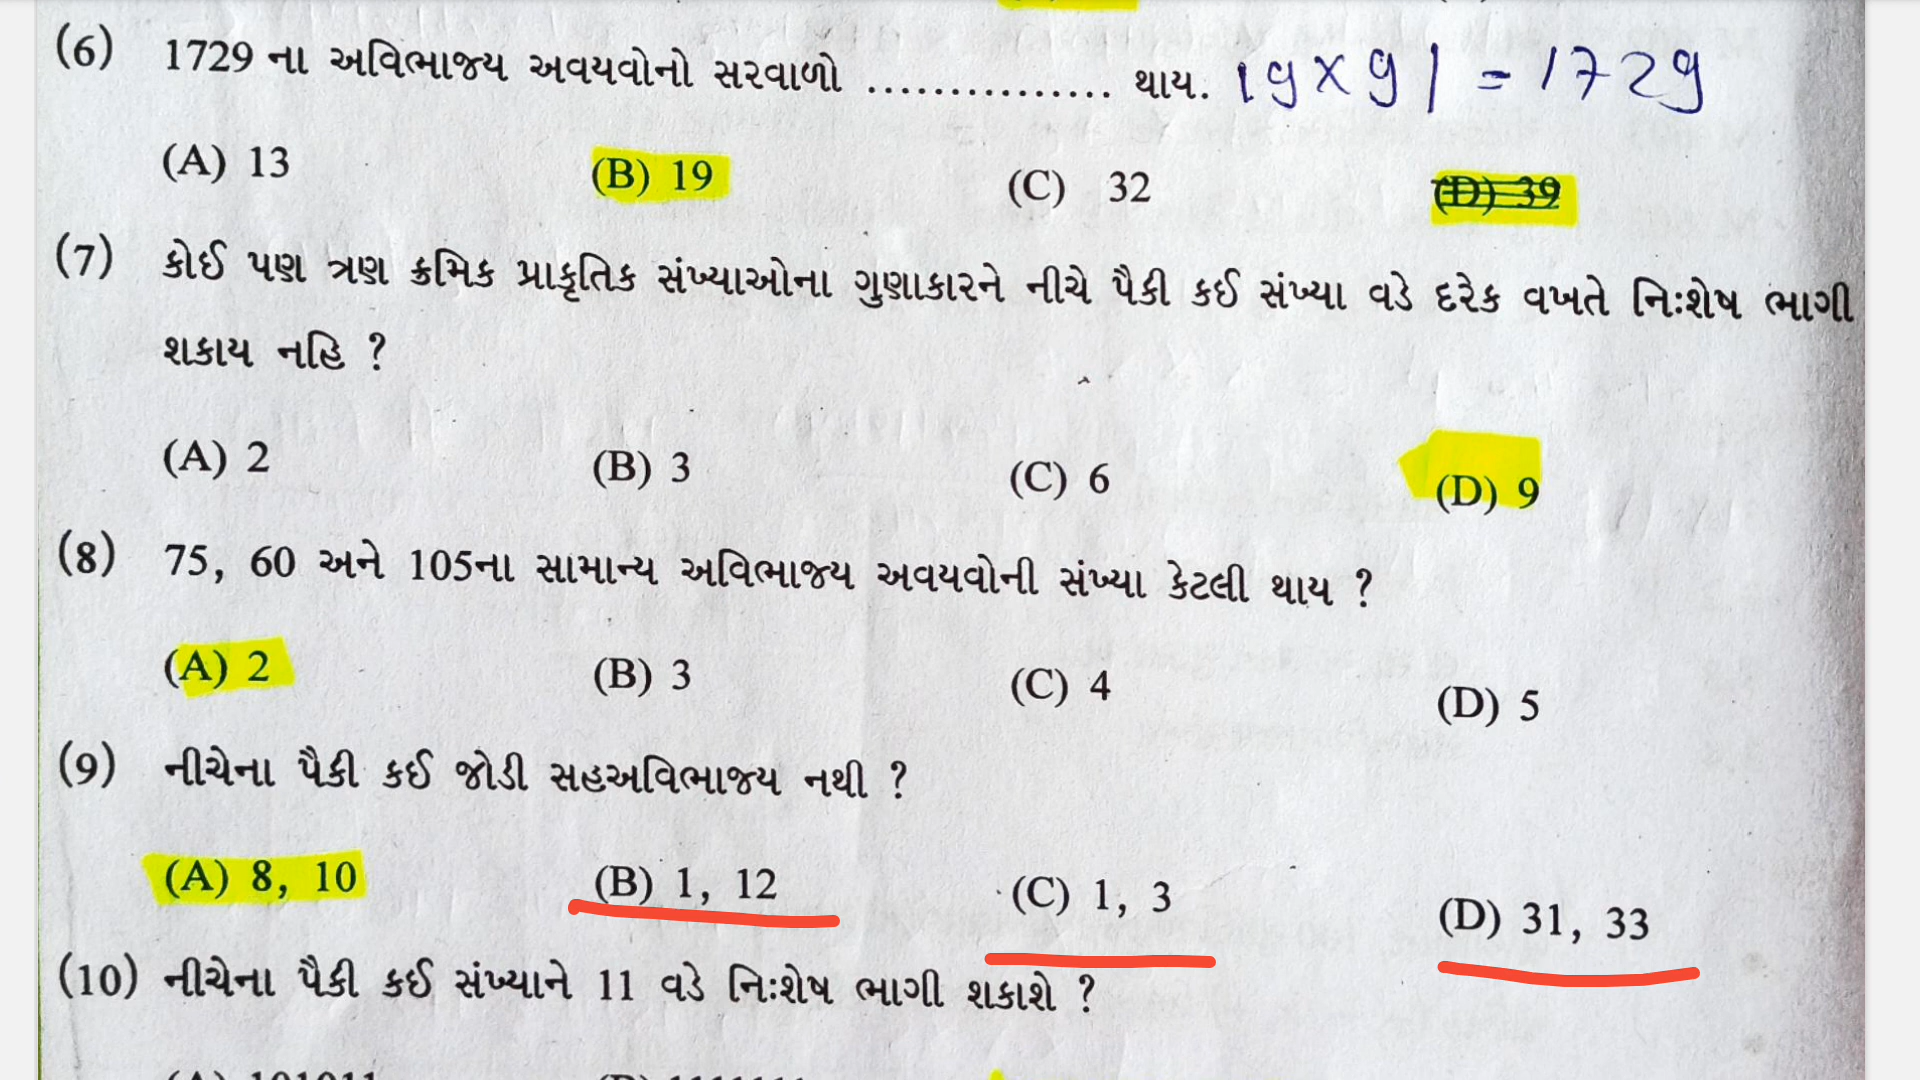 (6) 1729 ના અવિભાજ્ય અવયવોનો સરવાળો ............... થાય. 19 x 91 = 1729
(A) 13 (B) 19 (C) 32 (D) 39
(7) કોઈ પણ ત્રણ ક્રમિક પ્રાકૃતિક સંખ્યાઓના ગુણાકારને નીચે પૈકી કઈ સંખ્યા વડે દરેક વખતે નિઃશેષ ભાગી
શકાય નહિ ?
(A) 2 (B) 3 (C) 6 (D) 9
(8) 75, 60 અને 105ના સામાન્ય અવિભાજ્ય અવયવોની સંખ્યા કેટલી થાય ?
(A) 2 (B) 3 (C) 4 (D) 5
(9) નીચેના પૈકી કઈ જોડી સહઅવિભાજ્ય નથી ?
(A) 8, 10 (B) 1, 12 (C) 1, 3 (D) 31, 33
(10) નીચેના પૈકી કઈ સંખ્યાને 11 વડે નિઃશેષ ભાગી શકાશે ?